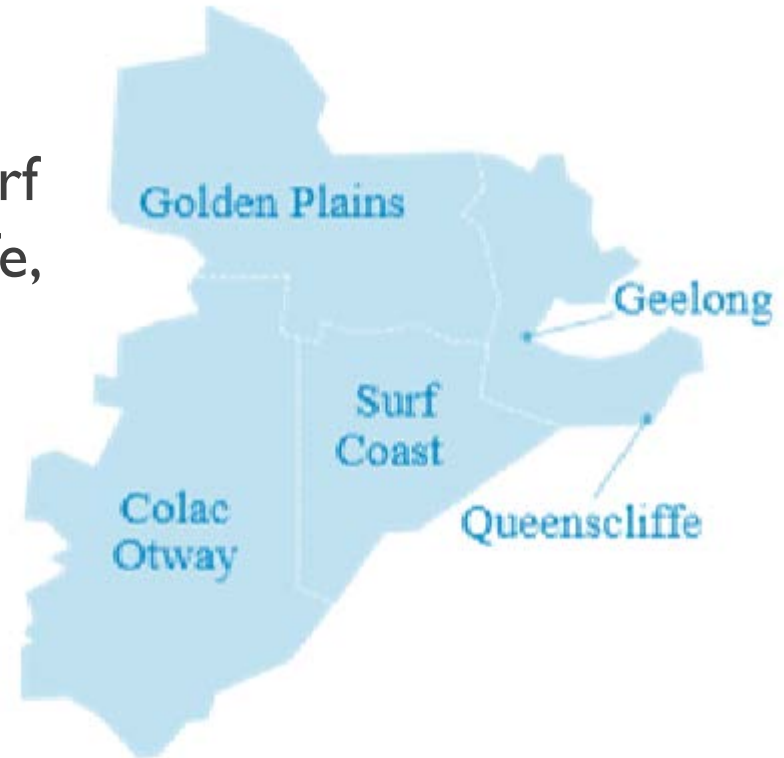 rf
e,
Golden Plains
Geelong
Surf
Coast
Queenscliffe
Colac
Otway